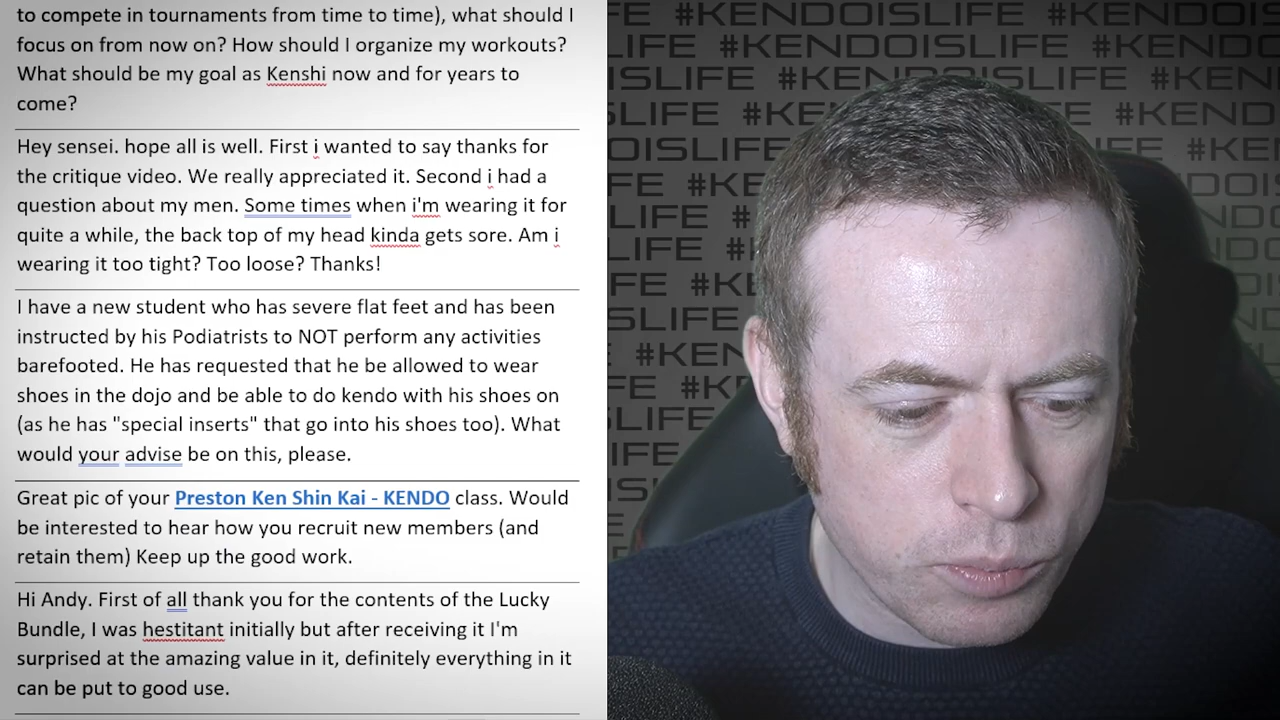 to compete in tournaments from time to time), what should I
focus on from now on? How should I organize my workouts?
What should be my goal as Kenshi now and for years to
come?
Hey sensei. hope all is well. First i wanted to say thanks for
the critique video. We really appreciated it. Second i had a
question about my men. Some times when i'm wearing it for
quite a while, the back top of my head kinda gets sore. Am i
wearing it too tight? Too loose? Thanks!
I have a new student who has severe flat feet and has been
instructed by his Podiatrists to NOT perform any activities
barefooted. He has requested that he be allowed to wear
shoes in the dojo and be able to do kendo with his shoes on
(as he has "special inserts" that go into his shoes too). What
would your advise be on this, please.
Great pic of your Preston Ken Shin Kai - KENDO class. Would
be interested to hear how you recruit new members (and
retain them) Keep up the good work.
Hi Andy. First of all thank you for the contents of the Lucky
Bundle, I was hestitant initially but after receiving it I'm
surprised at the amazing value in it, definitely everything in it
can be put to good use.
#KENDOISLIFE #KENDOIS
LIFE #KENDOISLIFE #KENDO
ISLIFE #KENDOISLIFE #KEN